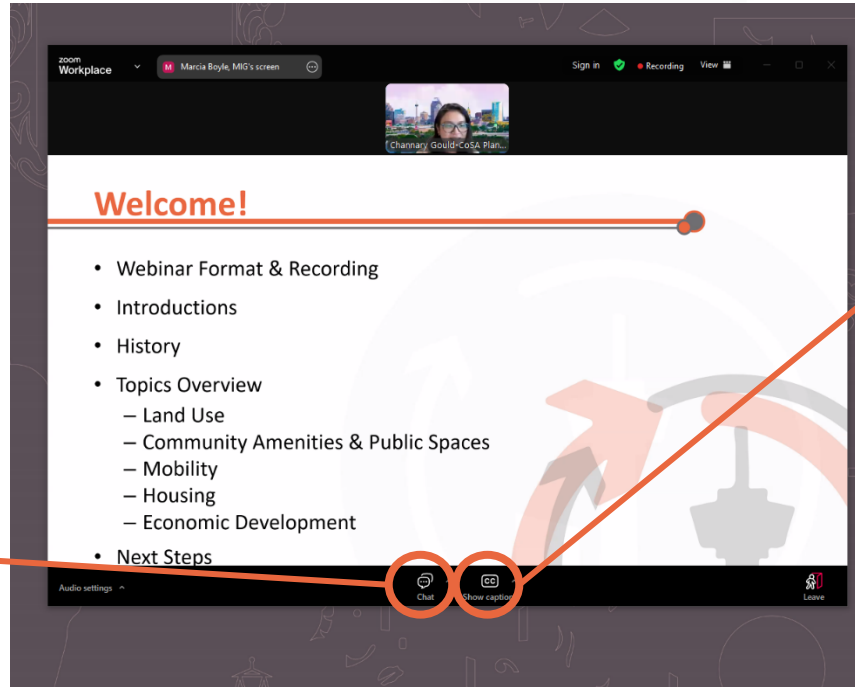 zoom
Workplace
M Marcia Boyle, MIG's screen
Sign in
Recording
View
Channary Gould-CoSA Plan...
Welcome!
• Webinar Format & Recording
• Introductions
• History
• Topics Overview
– Land Use
– Community Amenities & Public Spaces
– Mobility
– Housing
– Economic Development
• Next Steps
Audio settings
Chat
CC
Show caption
Leave